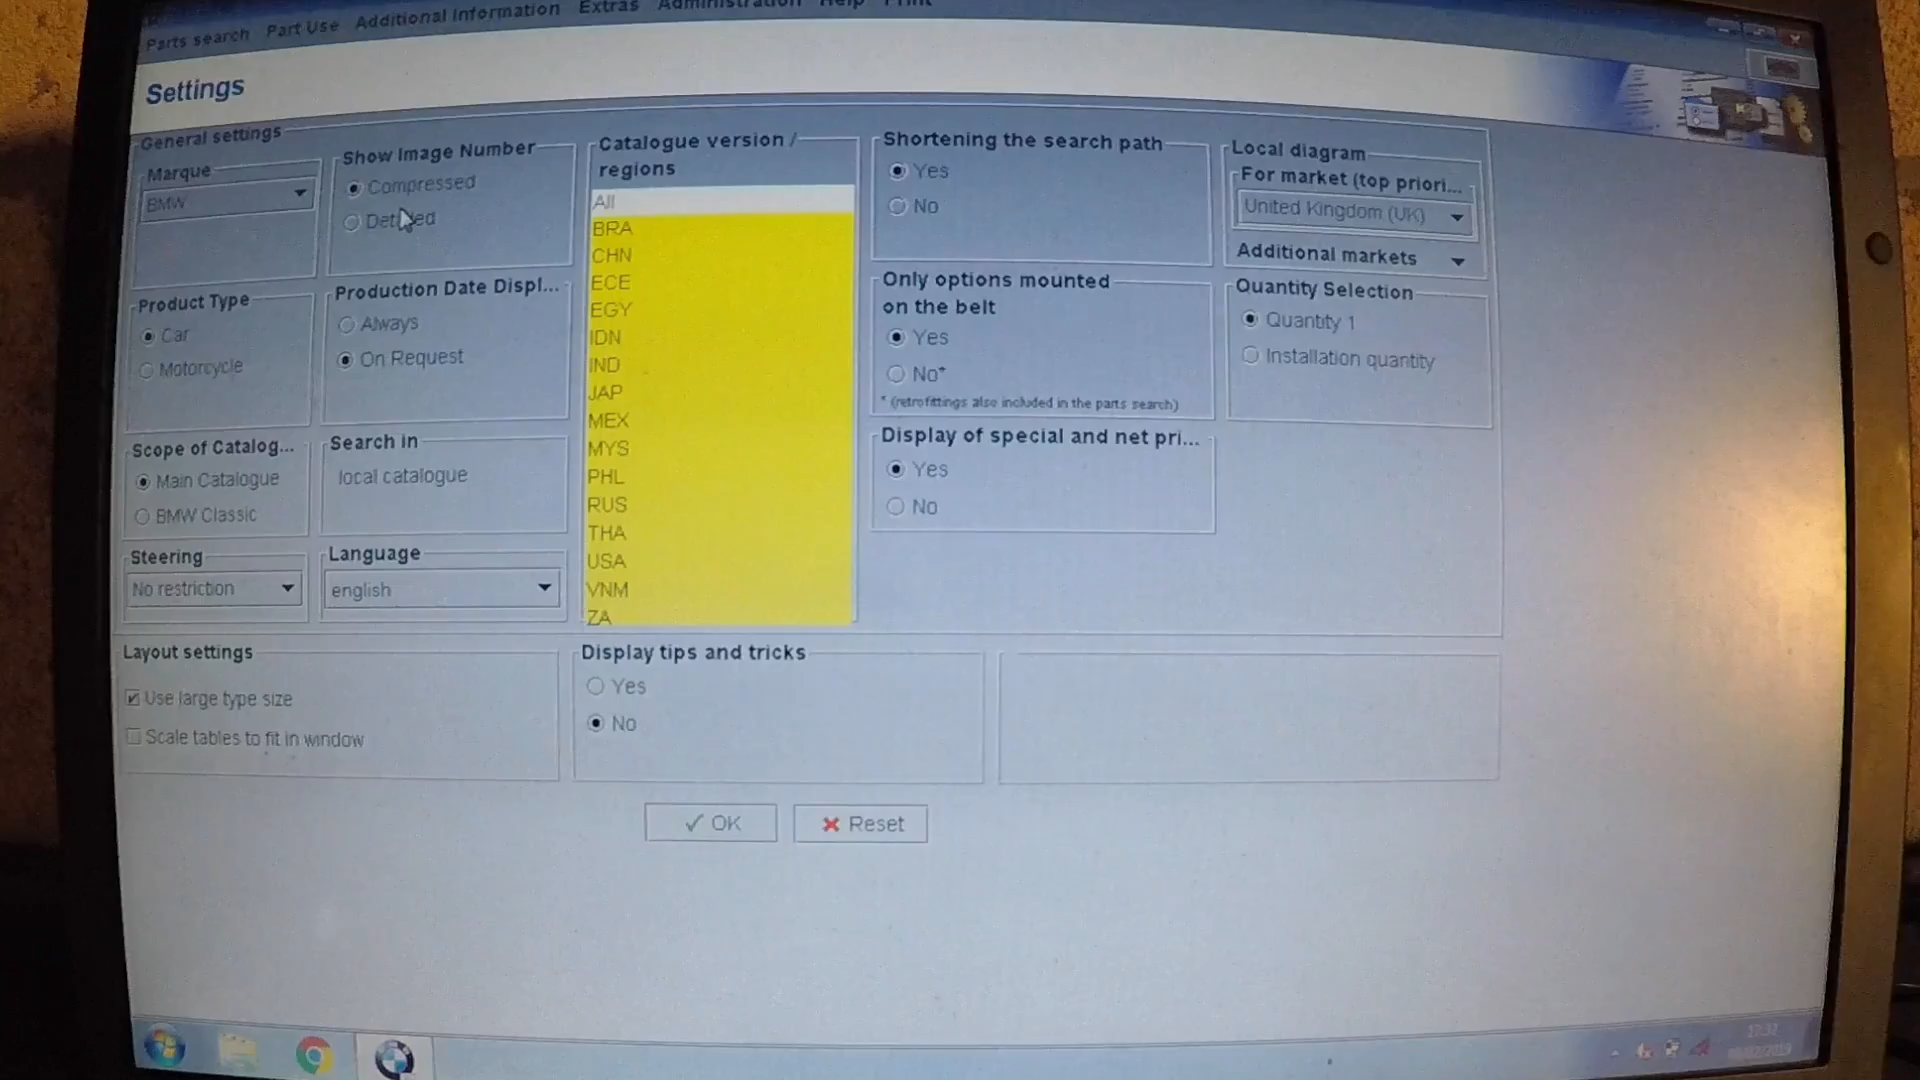 Parts search Part Use Additional Information Extras Administration Help Print
Settings
General settings
Marque
BMW
Show Image Number
Compressed
Detailed
Catalogue version /
regions
All
BRA
CHN
ECE
EGY
IDN
IND
JAP
MEX
MYS
PHL
RUS
THA
USA
VNM
ZA
Shortening the search path
Yes
No
Local diagram
For market (top priori...
United Kingdom (UK)
Additional markets
Product Type
Car
Motorcycle
Production Date Displ...
Always
On Request
Only options mounted
on the belt
Yes
No*
* (retrofittings also included in the parts search)
Quantity Selection
Quantity 1
Installation quantity
Scope of Catalog...
Main Catalogue
BMW Classic
Search in
local catalogue
Display of special and net pri...
Yes
No
Steering
No restriction
Language
english
Layout settings
Use large type size
Scale tables to fit in window
Display tips and tricks
Yes
No
OK
Reset
17:32